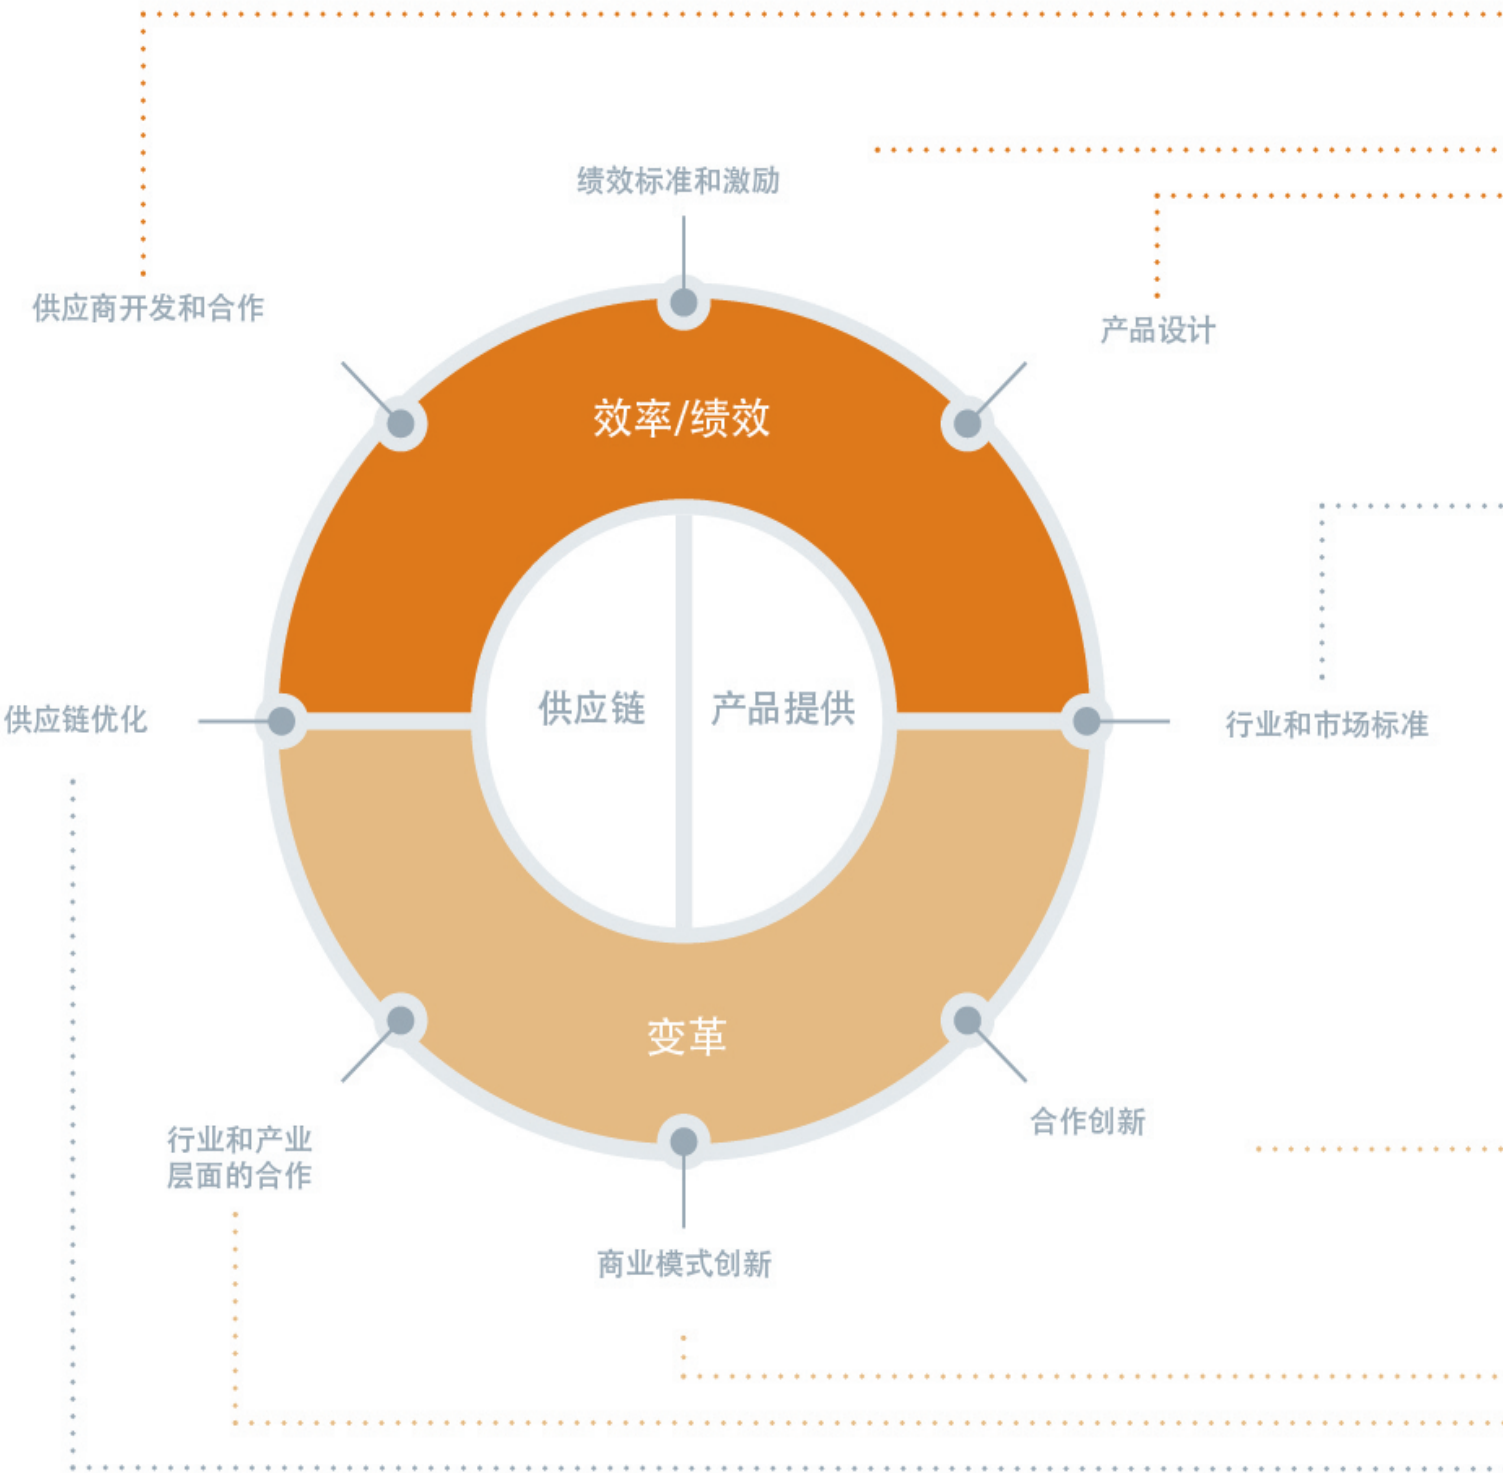 绩效标准和激励
供应商开发和合作
产品设计
效率/绩效
供应链
产品提供
供应链优化
行业和市场标准
变革
合作创新
行业和产业
层面的合作
商业模式创新